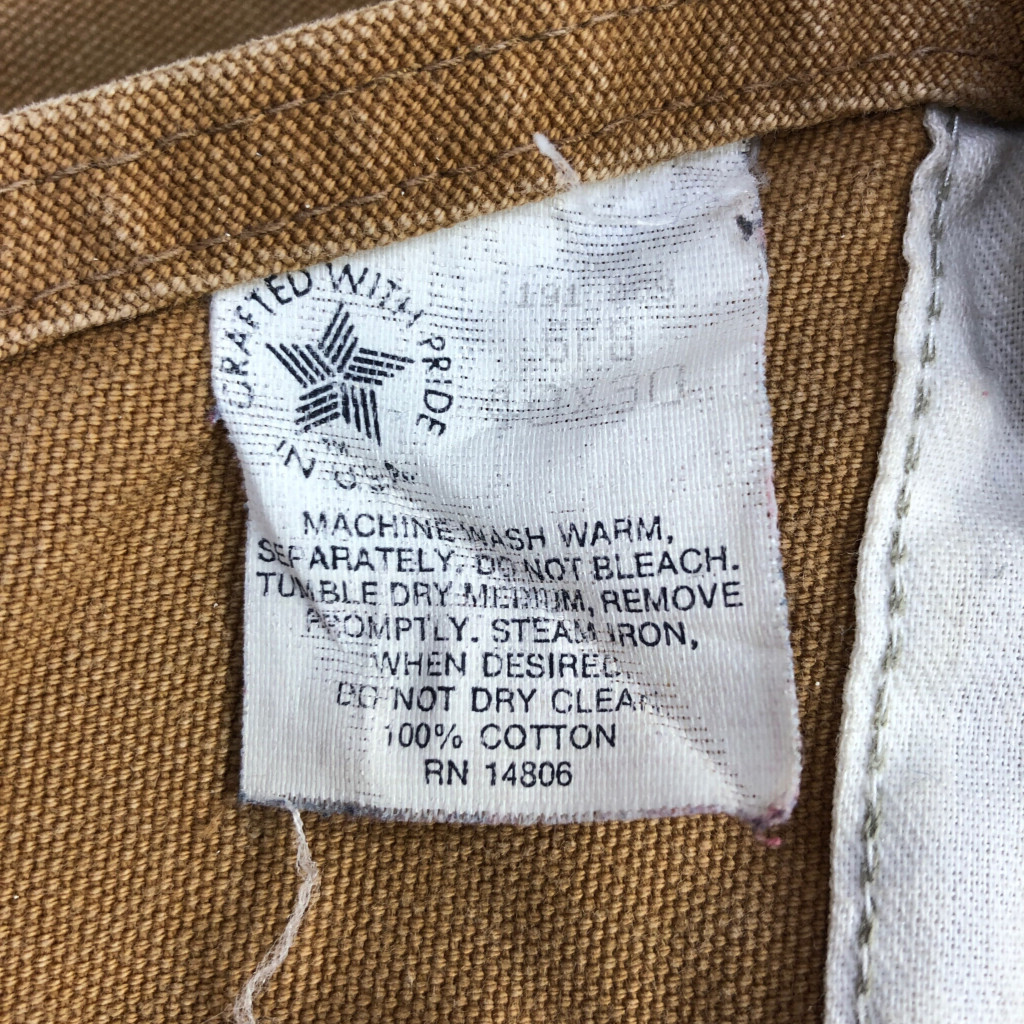 CRAFTED WITH PRIDE
IN U.S.A.
MACHINE WASH WARM,
SEPARATELY. DO NOT BLEACH.
TUMBLE DRY MEDIUM, REMOVE
PROMPTLY. STEAM IRON,
WHEN DESIRED.
DO NOT DRY CLEAN
100% COTTON
RN 14806